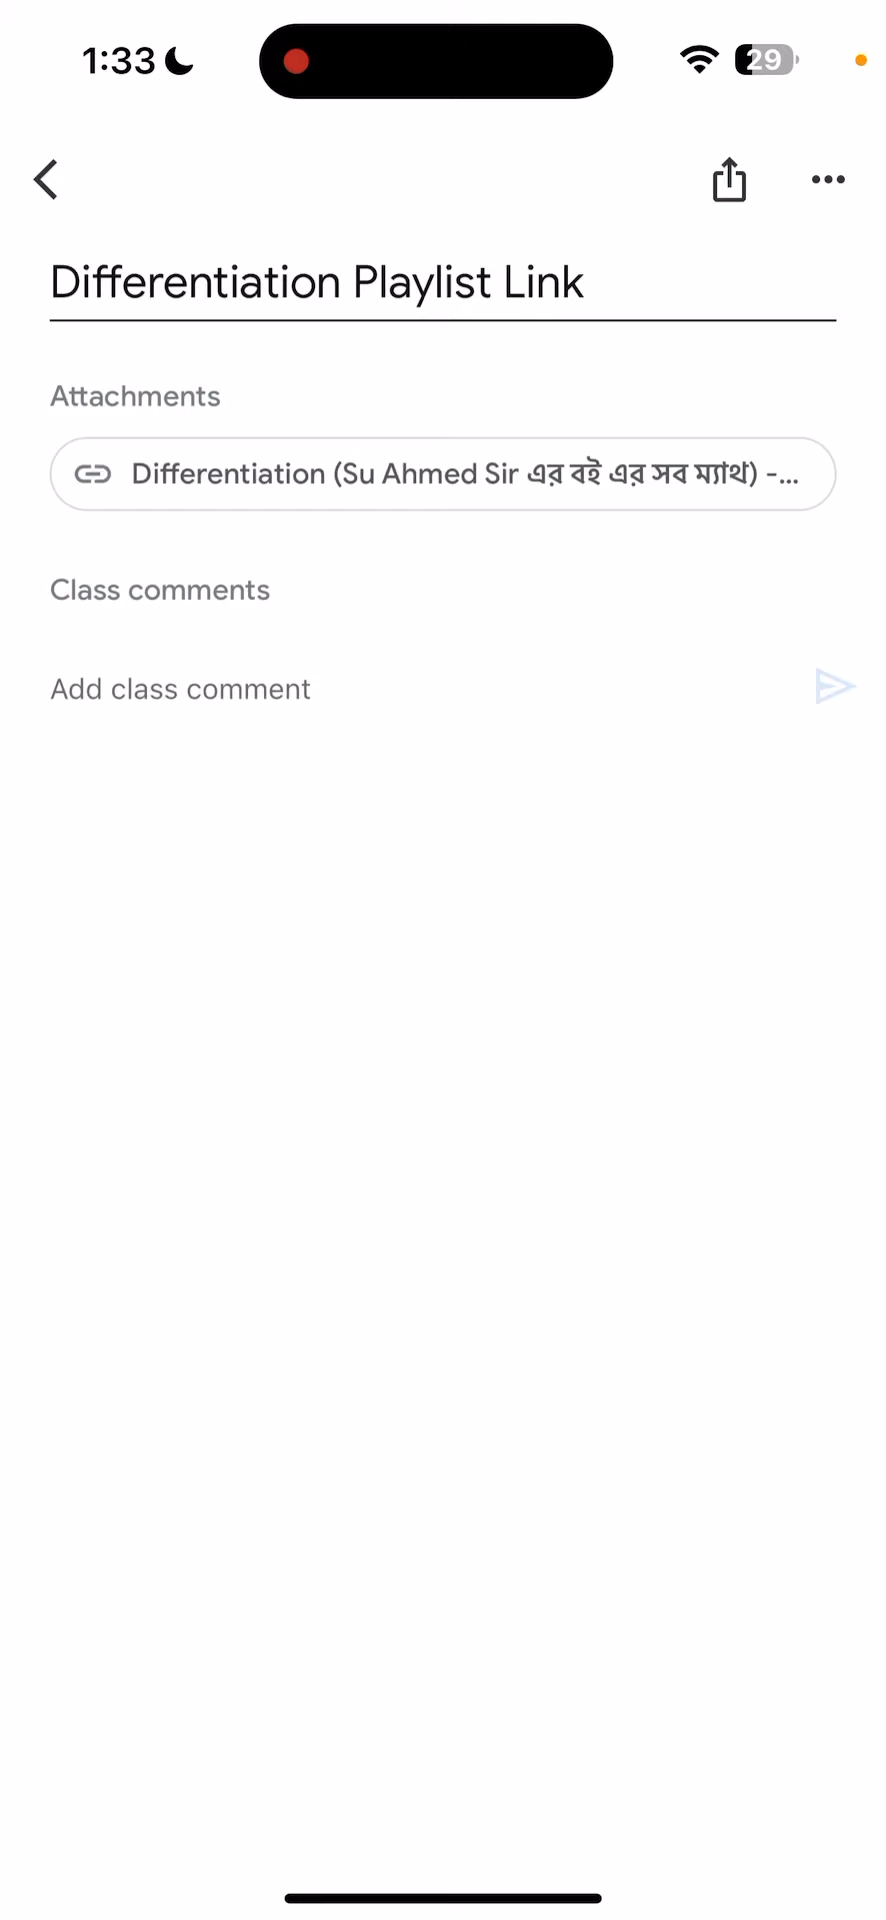 1:33
29
Differentiation Playlist Link
Attachments
Differentiation (Su Ahmed Sir এর বই এর সব ম্যাথ) -...
Class comments
Add class comment